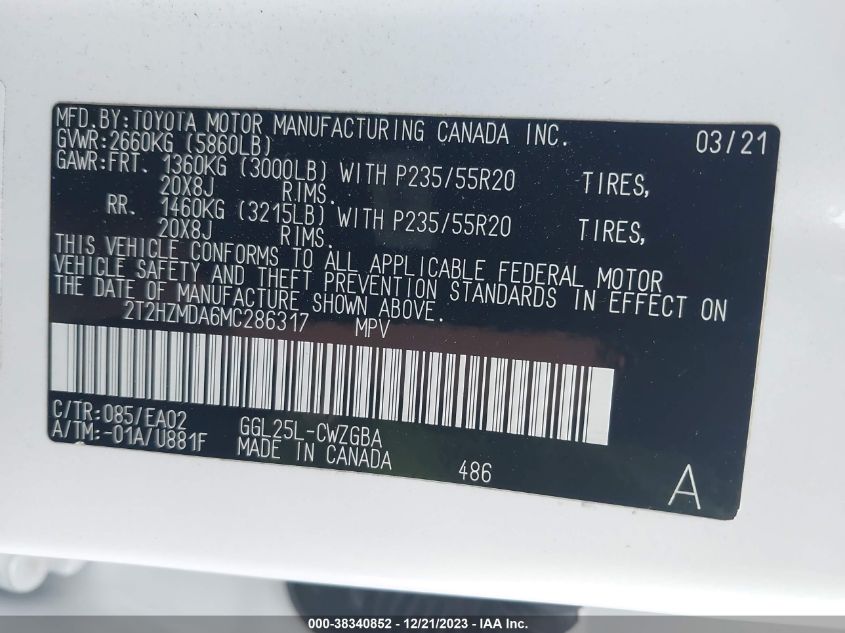 MFD.BY:TOYOTA MOTOR MANUFACTURING CANADA INC. 03/21
GVWR:2660KG (5860LB)
GAWR:FRT. 1360KG (3000LB) WITH P235/55R20 TIRES,
20X8J RIMS.
RR. 1460KG (3215LB) WITH P235/55R20 TIRES,
20X8J RIMS.
THIS VEHICLE CONFORMS TO ALL APPLICABLE FEDERAL MOTOR
VEHICLE SAFETY AND THEFT PREVENTION STANDARDS IN EFFECT ON
THE DATE OF MANUFACTURE SHOWN ABOVE.
2T2HZMDA6MC286317 MPV
C/TR:085/EA02 GGL25L-CWZGBA
A/TM:-01A/U881F MADE IN CANADA
486 A
000-38340852 - 12/21/2023 - IAA Inc.